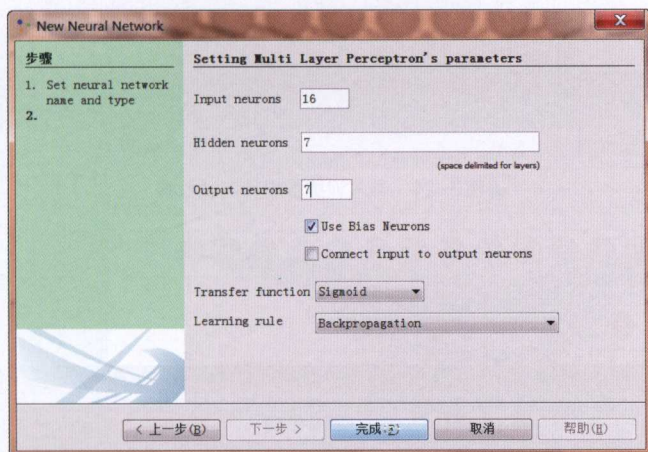 New Neural Network
步骤
1. Set neural network
name and type
2.
Setting Multi Layer Perceptron's parameters
Input neurons 16
Hidden neurons 7
(space delimited for layers)
Output neurons 7
Use Bias Neurons
Connect input to output neurons
Transfer function Sigmoid
Learning rule Backpropagation
< 上一步(B) 下一步 > 完成(F) 取消 帮助(H)